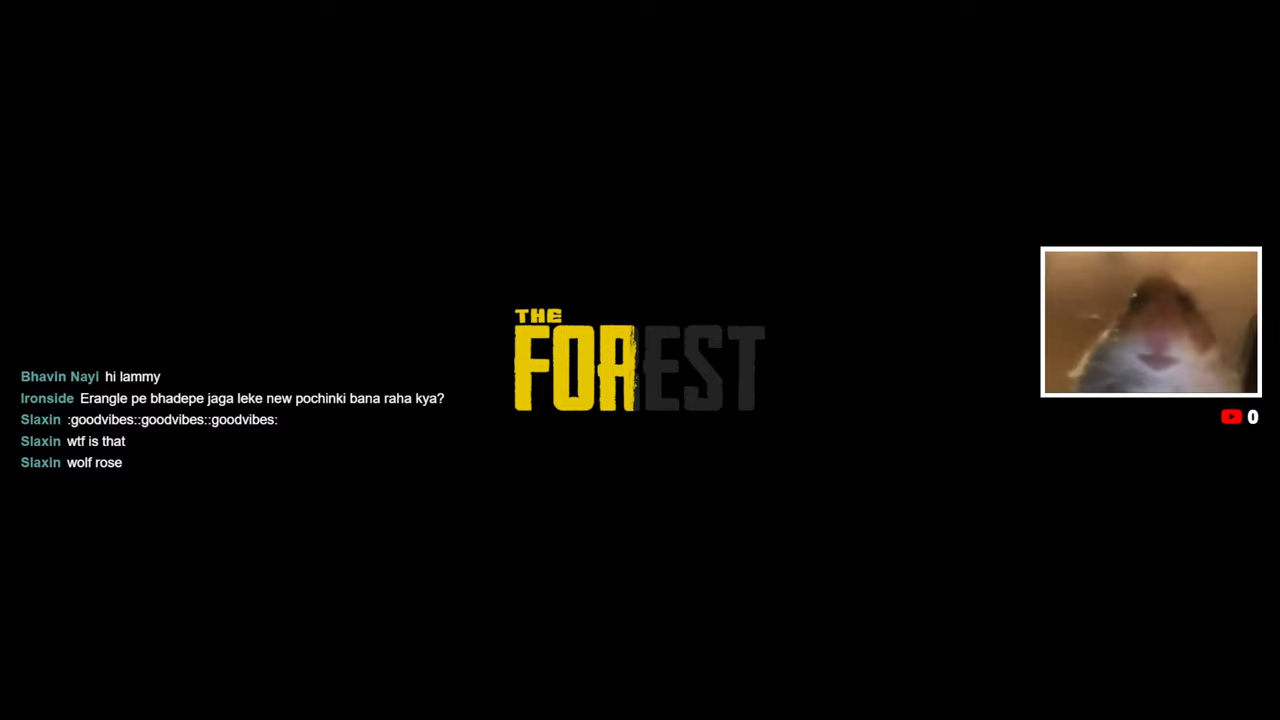 THE
FOREST
Bhavin Nayi hi lammy
Ironside Erangle pe bhadepe jaga leke new pochinki bana raha kya?
Slaxin :goodvibes::goodvibes::goodvibes:
Slaxin wtf is that
Slaxin wolf rose
0